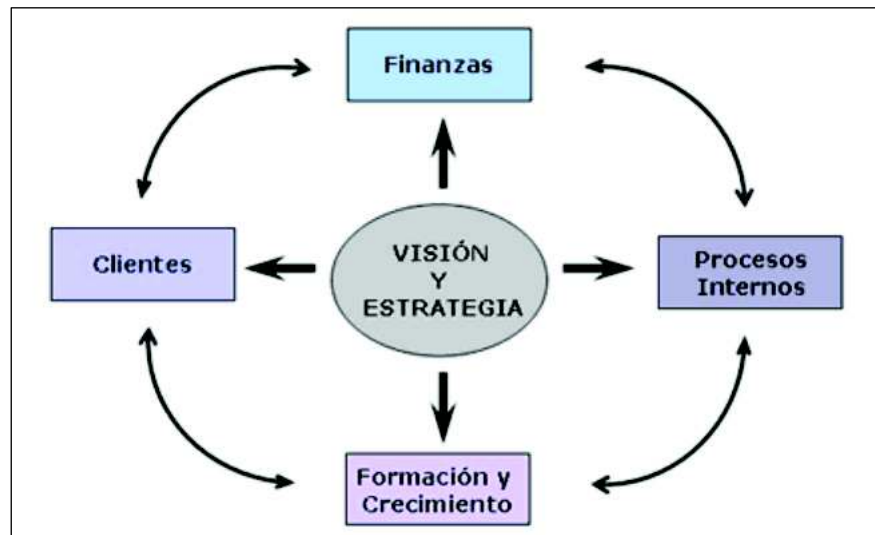 Finanzas
Clientes
VISIÓN
Y
ESTRATEGIA
Procesos
Internos
Formación y
Crecimiento